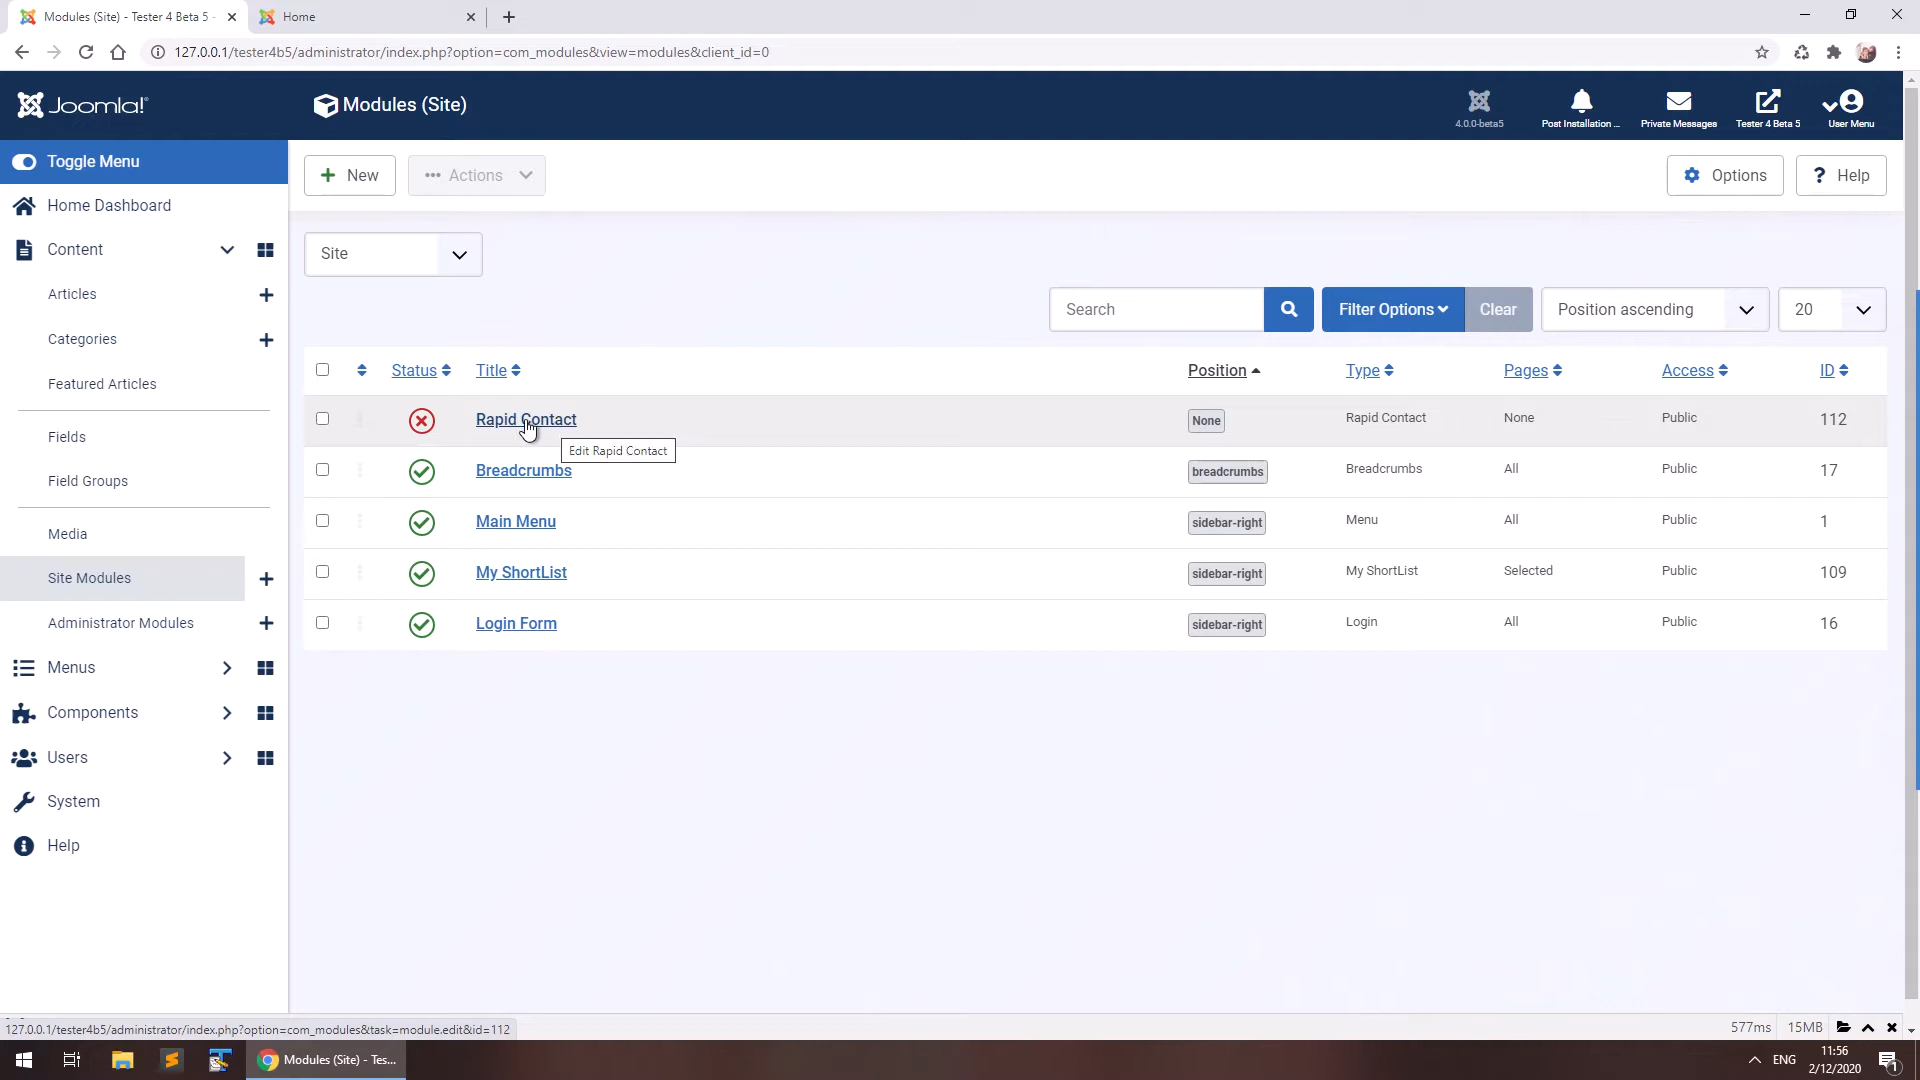 Modules (Site) - Tester 4 Beta 5 -
Home
127.0.0.1/tester4b5/administrator/index.php?option=com_modules&view=modules&client_id=0
Joomla!
Modules (Site)
4.0.0-beta5
Post Installation ...
Private Messages
Tester 4 Beta 5
User Menu
Toggle Menu
New
Actions
Options
Help
Home Dashboard
Content
Site
Articles
Search
Filter Options
Clear
Position ascending
20
Categories
Featured Articles
Status
Title
Position
Type
Pages
Access
ID
Rapid Contact
None
Rapid Contact
None
Public
112
Edit Rapid Contact
Breadcrumbs
breadcrumbs
Breadcrumbs
All
Public
17
Main Menu
sidebar-right
Menu
All
Public
1
My ShortList
sidebar-right
My ShortList
Selected
Public
109
Login Form
sidebar-right
Login
All
Public
16
Fields
Field Groups
Media
Site Modules
Administrator Modules
Menus
Components
Users
System
Help
127.0.0.1/tester4b5/administrator/index.php?option=com_modules&task=module.edit&id=112
577ms
15MB
Modules (Site) - Tes...
ENG
11:56
2/12/2020
1